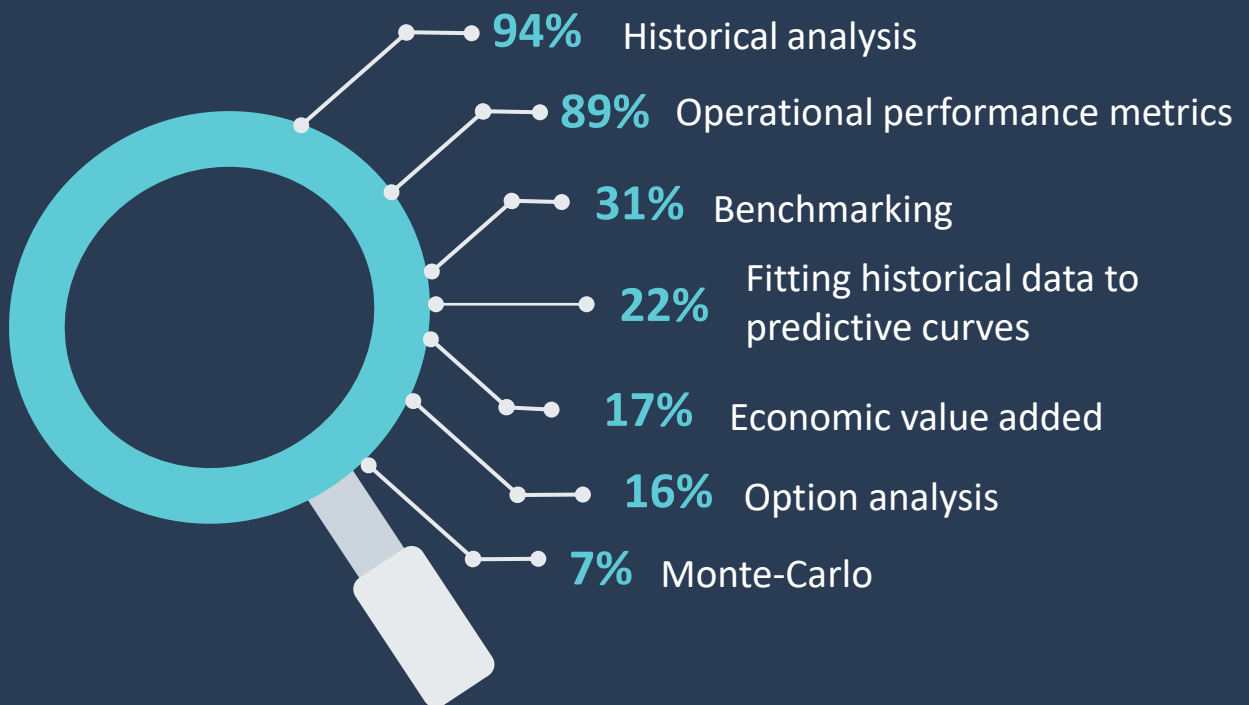 94% Historical analysis
89% Operational performance metrics
31% Benchmarking
22% Fitting historical data to
predictive curves
17% Economic value added
16% Option analysis
7% Monte-Carlo